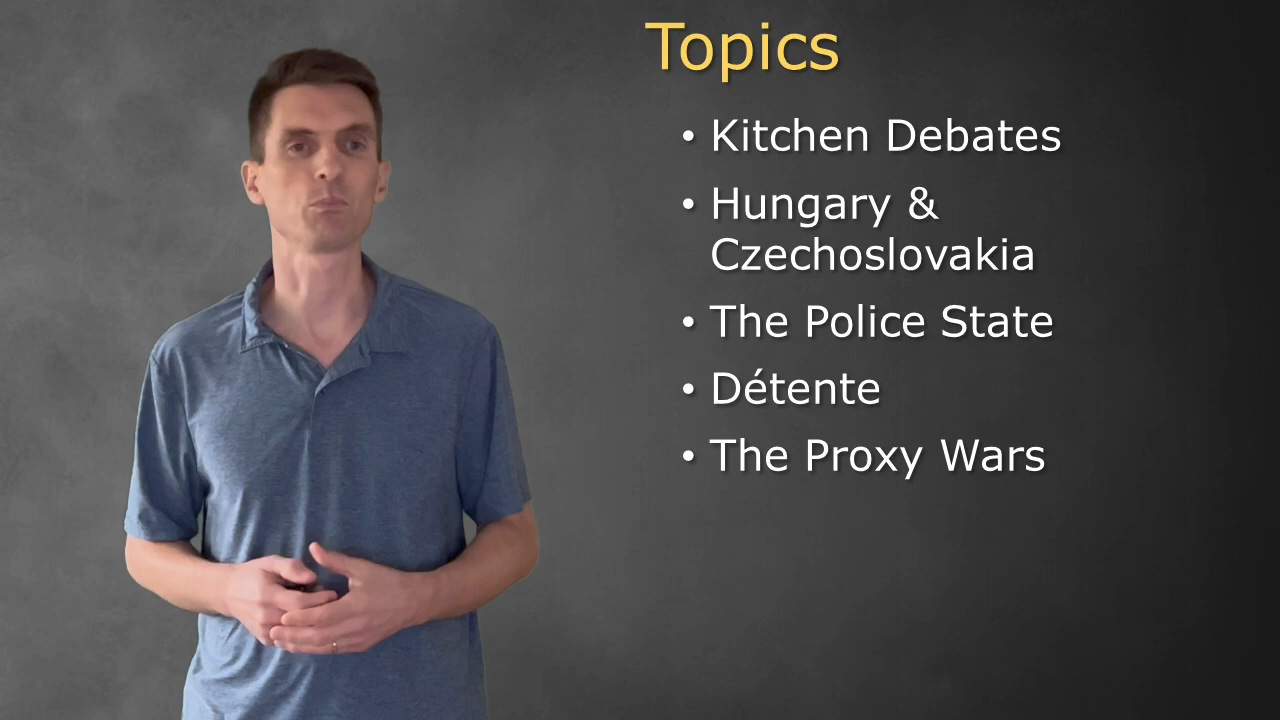 Topics
• Kitchen Debates
• Hungary &
Czechoslovakia
• The Police State
• Détente
• The Proxy Wars